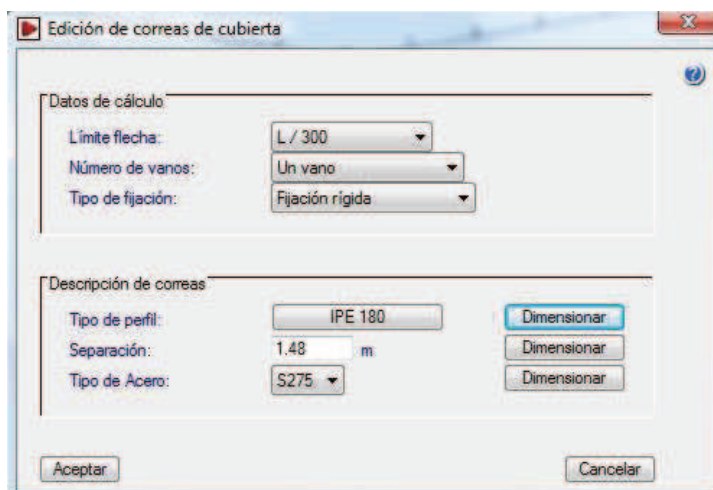 Edición de correas de cubierta
Datos de cálculo
Límite flecha: L / 300
Número de vanos: Un vano
Tipo de fijación: Fijación rígida
Descripción de correas
Tipo de perfil: IPE 180 Dimensionar
Separación: 1.48 m Dimensionar
Tipo de Acero: S275 Dimensionar
Aceptar Cancelar